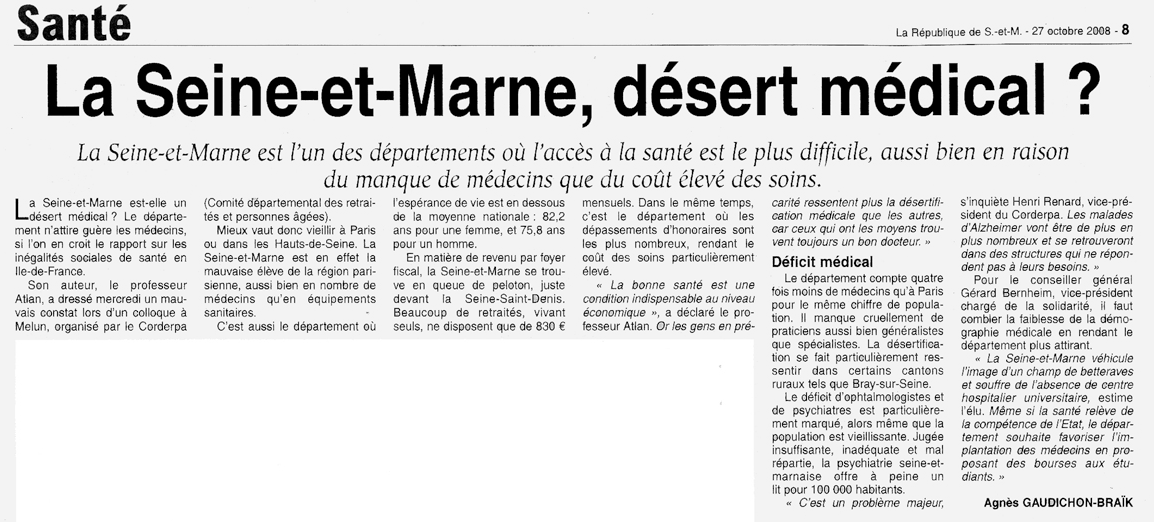 Santé
La République de S.-et-M. - 27 octobre 2008 - 8
La Seine-et-Marne, désert médical ?
La Seine-et-Marne est l'un des départements où l'accès à la santé est le plus difficile, aussi bien en raison
du manque de médecins que du coût élevé des soins.
La Seine-et-Marne est-elle un
désert médical ? Le départe-
ment n'attire guère les médecins,
si l'on en croit le rapport sur les
inégalités sociales de santé en
Ile-de-France.
Son auteur, le professeur
Atlan, a dressé mercredi un mau-
vais constat lors d'un colloque à
Melun, organisé par le Corderpa
(Comité départemental des retrai-
tés et personnes âgées).
Mieux vaut donc vieillir à Paris
ou dans les Hauts-de-Seine. La
Seine-et-Marne est en effet la
mauvaise élève de la région pari-
sienne, aussi bien en nombre de
médecins qu'en équipements
sanitaires.
C'est aussi le département où
l'espérance de vie est en dessous
de la moyenne nationale : 82,2
ans pour une femme, et 75,8 ans
pour un homme.
En matière de revenu par foyer
fiscal, la Seine-et-Marne se trou-
ve en queue de peloton, juste
devant la Seine-Saint-Denis.
Beaucoup de retraités, vivant
seuls, ne disposent que de 830 €
mensuels. Dans le même temps,
c'est le département où les
dépassements d'honoraires sont
les plus nombreux, rendant le
coût des soins particulièrement
élevé.
« La bonne santé est une
condition indispensable au niveau
économique », a déclaré le pro-
fesseur Atlan. Or les gens en pré-
carité ressentent plus la désertifi-
cation médicale que les autres,
car ceux qui ont les moyens trou-
vent toujours un bon docteur. »
Déficit médical
Le département compte quatre
fois moins de médecins qu'à Paris
pour le même chiffre de popula-
tion. Il manque cruellement de
praticiens aussi bien généralistes
que spécialistes. La désertifica-
tion se fait particulièrement res-
sentir dans certains cantons
ruraux tels que Bray-sur-Seine.
Le déficit d'ophtalmologistes et
de psychiatres est particulière-
ment marqué, alors même que la
population est vieillissante. Jugée
insuffisante, inadéquate et mal
répartie, la psychiatrie seine-et-
marnaise offre à peine un
lit pour 100 000 habitants.
« C'est un problème majeur,
s'inquiète Henri Renard, vice-pré-
sident du Corderpa. Les malades
d'Alzheimer vont être de plus en
plus nombreux et se retrouveront
dans des structures qui ne répon-
dent pas à leurs besoins. »
Pour le conseiller général
Gérard Bernheim, vice-président
chargé de la solidarité, il faut
combler la faiblesse de la démo-
graphie médicale en rendant le
département plus attirant.
« La Seine-et-Marne véhicule
l'image d'un champ de betteraves
et souffre de l'absence de centre
hospitalier universitaire, estime
l'élu. Même si la santé relève de
la compétence de l'Etat, le dépar-
tement souhaite favoriser l'im-
plantation des médecins en pro-
posant des bourses aux étu-
diants. »
Agnès GAUDICHON-BRAÏK